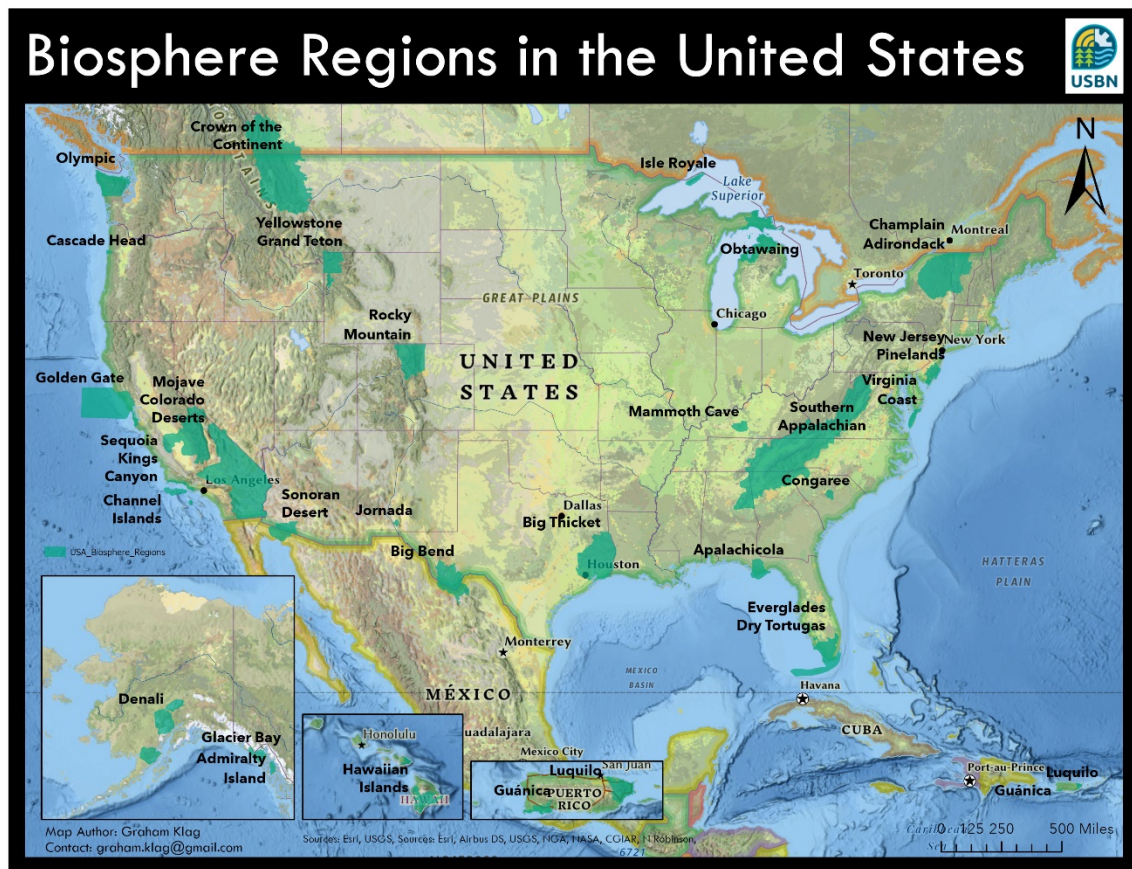 Biosphere Regions in the United States
USBN
N
Crown of the
Continent
Olympic
Isle Royale
Lake
Superior
Yellowstone
Grand Teton
Cascade Head
Champlain
Adirondack
Montreal
Obtawaing
Toronto
GREAT PLAINS
Chicago
Rocky
Mountain
New Jersey
Pinelands
New York
UNITED
STATES
Golden Gate
Mojave
Colorado
Deserts
Virginia
Coast
Mammoth Cave
Southern
Appalachian
Sequoia
Kings
Canyon
Los Angeles
Congaree
Channel
Islands
Sonoran
Desert
Jornada
Dallas
Big Thicket
USA_Biosphere_Regions
Big Bend
Apalachicola
Houston
HATTERAS
PLAIN
Everglades
Dry Tortugas
Monterrey
MEXICO
BASIN
MÉXICO
Havana
CUBA
Denali
Glacier Bay
Admiralty
Island
Honolulu
Hawaiian
Islands
HAWAII
uadalajara
Mexico City
San Juan
Luquilo
Guánica
PUERTO
RICO
Port-au-Prince
Luquilo
Guánica
Map Author: Graham Klag
Contact: graham.klag@gmail.com
Sources: Esri, USGS, Sources: Esri, Airbus DS, USGS, NGA, NASA, CGIAR, N Robinson,
-6721
0 125 250 500 Miles